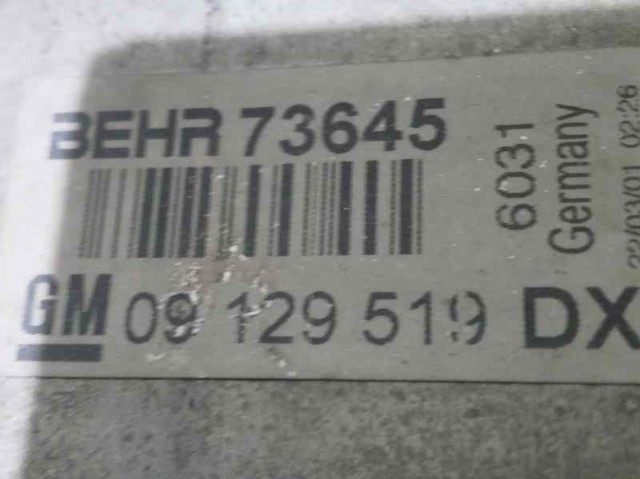 BEHR 73645
GM 09 129 519 DX
6031
Germany
22/03/01 02:26